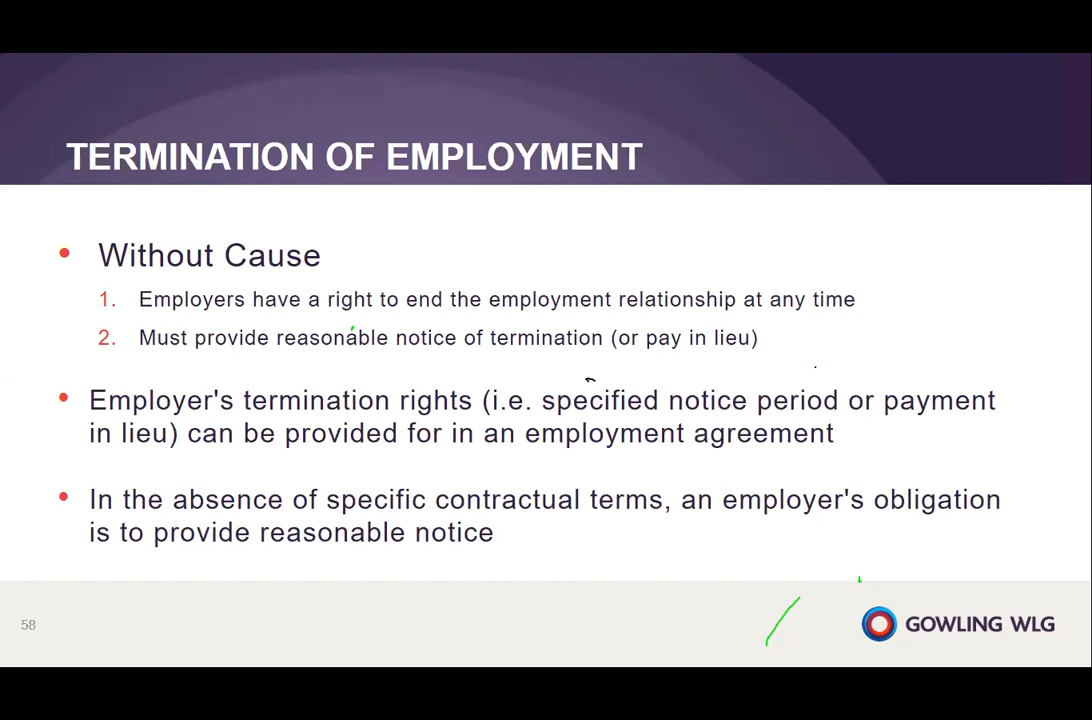 TERMINATION OF EMPLOYMENT
• Without Cause
1. Employers have a right to end the employment relationship at any time
2. Must provide reasonable notice of termination (or pay in lieu)
• Employer's termination rights (i.e. specified notice period or payment
in lieu) can be provided for in an employment agreement
• In the absence of specific contractual terms, an employer's obligation
is to provide reasonable notice
58
GOWLING WLG